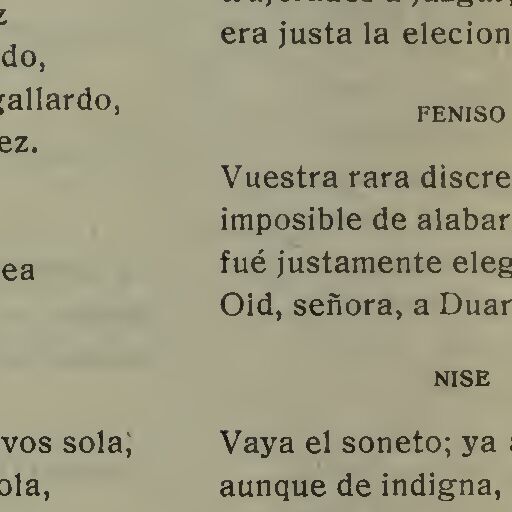 do,
gallardo,
ez.
ea
vos sola,
ola,
era justa la elecion
FENISO
Vuestra rara discre
imposible de alabar
fué justamente eleg
Oid, señora, a Duar
NISE
Vaya el soneto; ya
aunque de indigna,